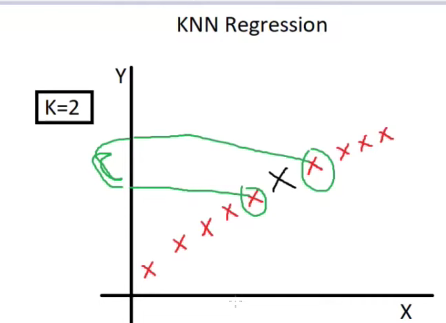 KNN Regression
Y
K=2
X